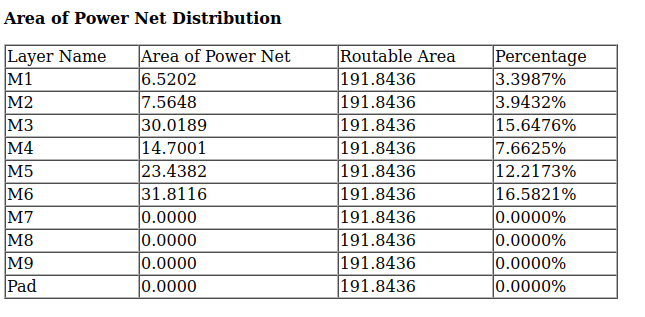 Area of Power Net Distribution
Layer Name Area of Power Net Routable Area Percentage
M1 6.5202 191.8436 3.3987%
M2 7.5648 191.8436 3.9432%
M3 30.0189 191.8436 15.6476%
M4 14.7001 191.8436 7.6625%
M5 23.4382 191.8436 12.2173%
M6 31.8116 191.8436 16.5821%
M7 0.0000 191.8436 0.0000%
M8 0.0000 191.8436 0.0000%
M9 0.0000 191.8436 0.0000%
Pad 0.0000 191.8436 0.0000%